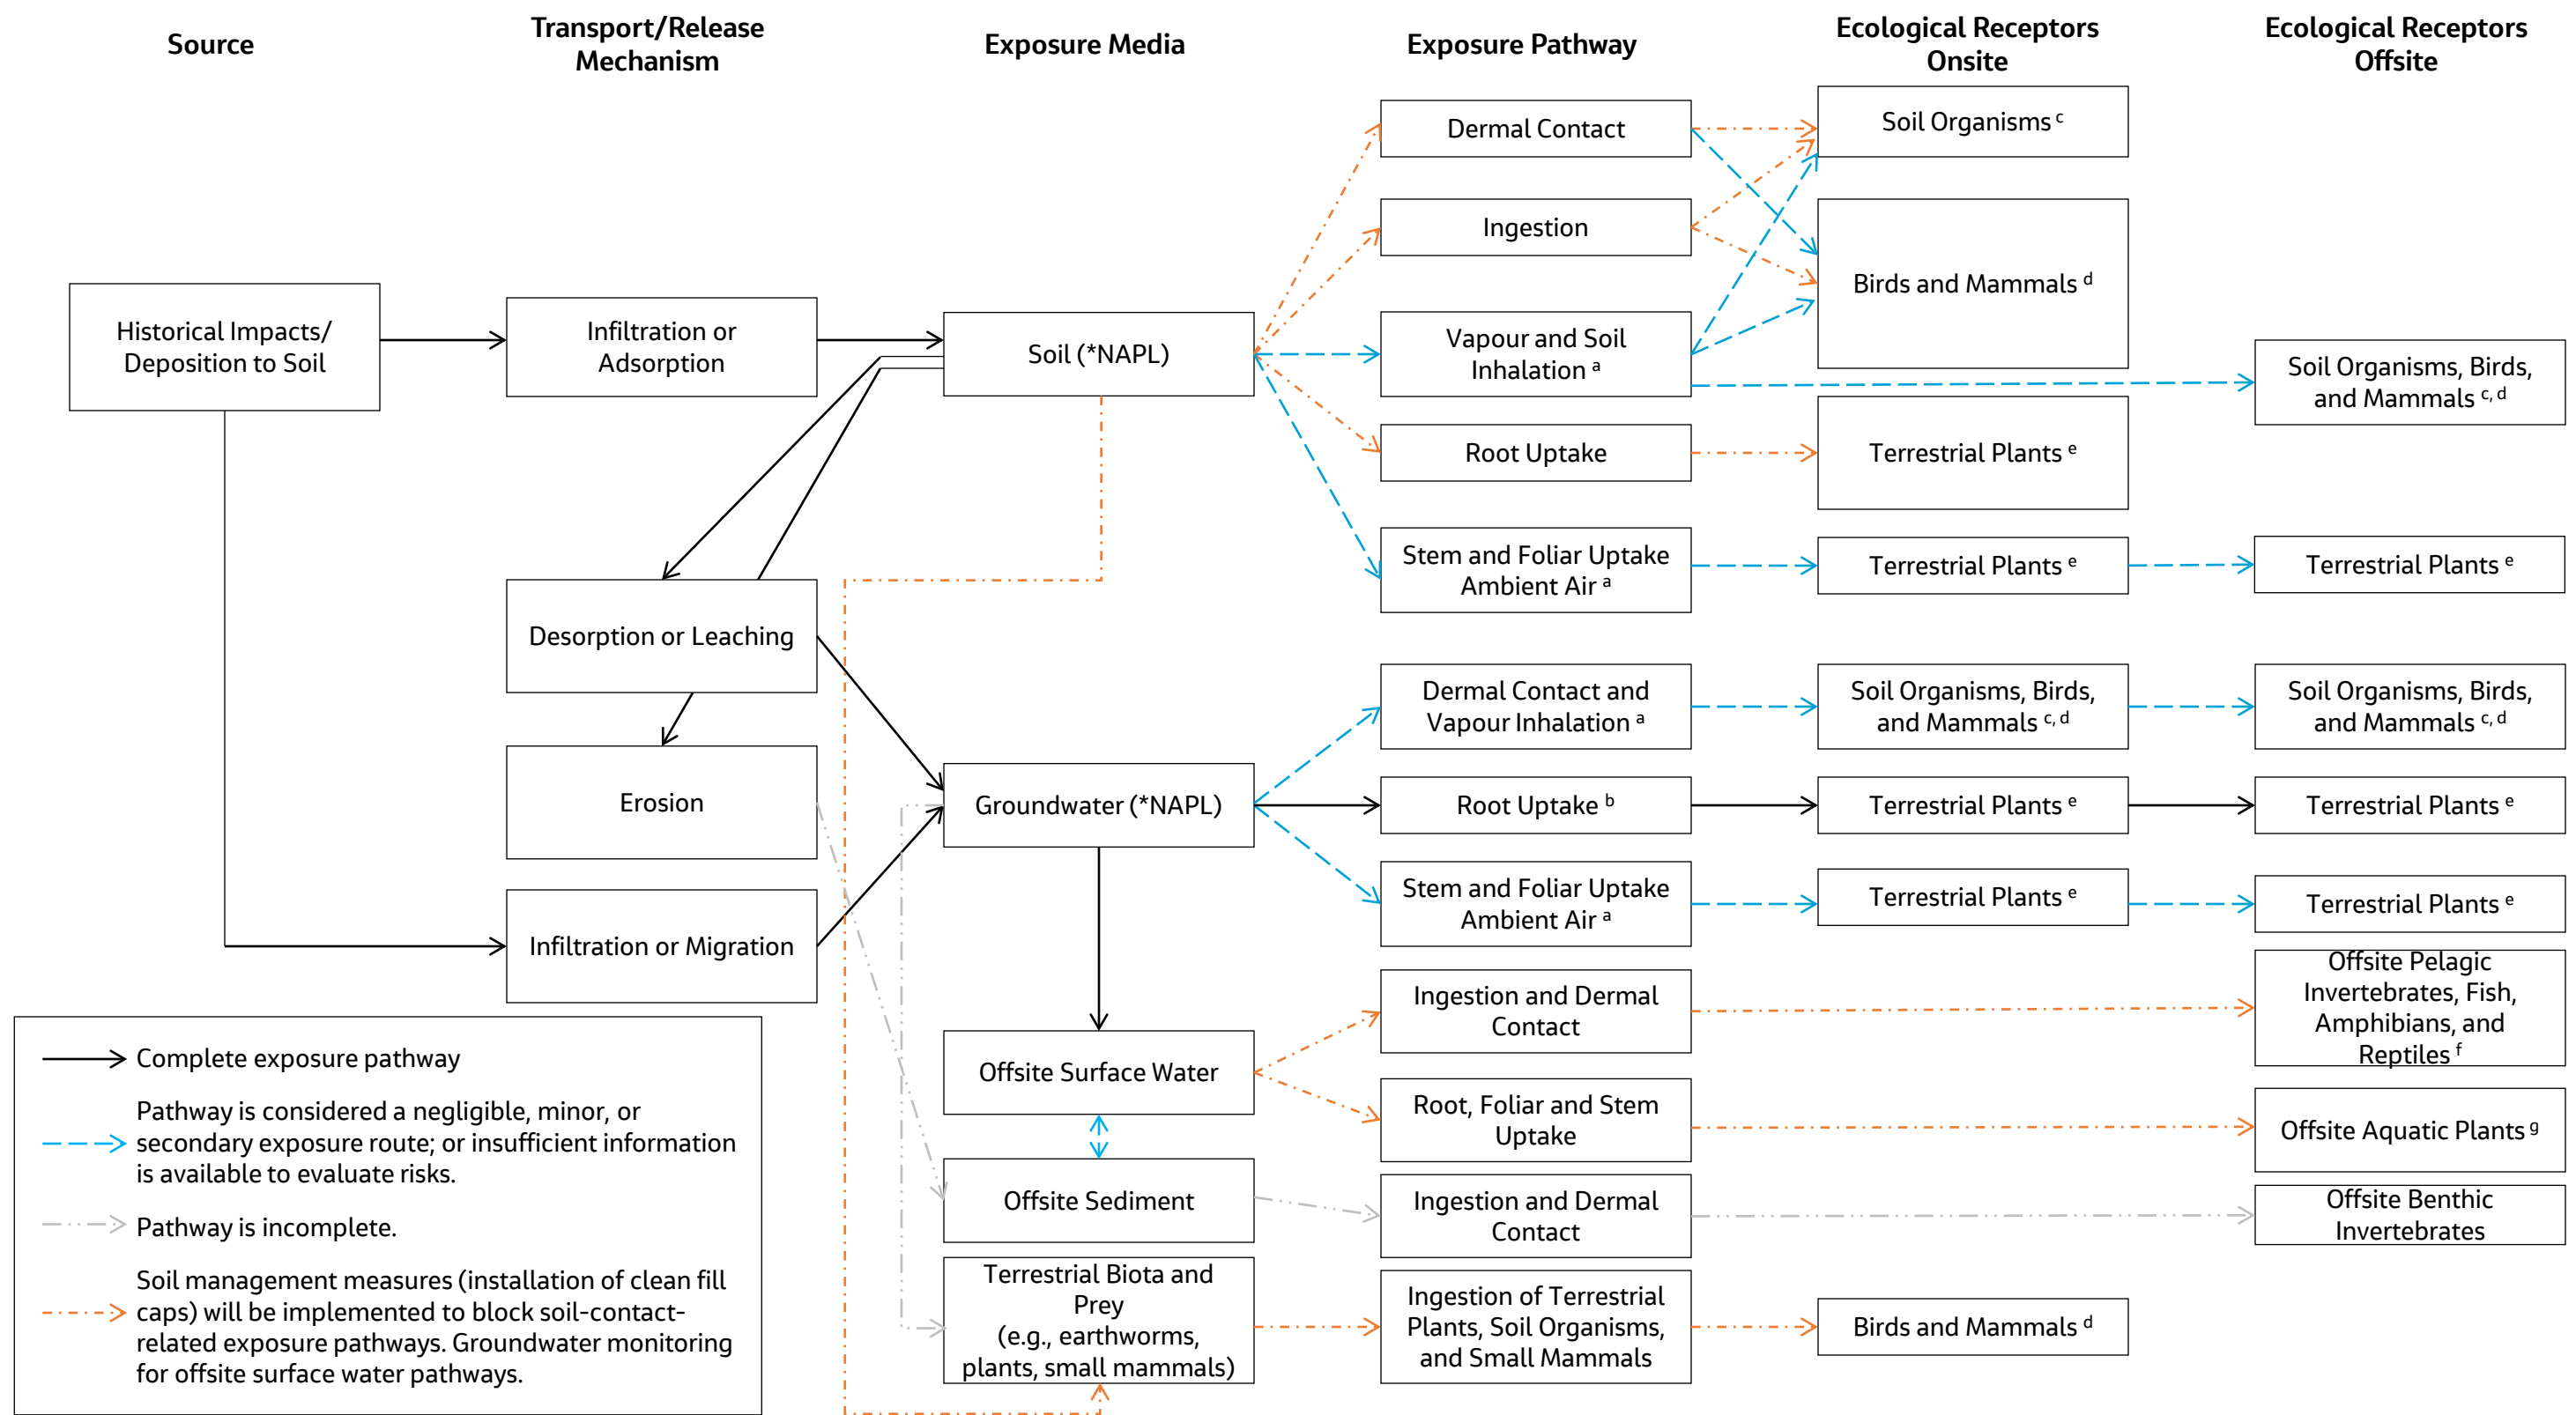 Source
Transport/Release
Mechanism
Exposure Media
Exposure Pathway
Ecological Receptors
Onsite
Ecological Receptors
Offsite
Historical Impacts/
Deposition to Soil
Infiltration or
Adsorption
Desorption or Leaching
Erosion
Infiltration or Migration
Soil (*NAPL)
Groundwater (*NAPL)
Offsite Surface Water
Offsite Sediment
Terrestrial Biota and
Prey
(e.g., earthworms,
plants, small mammals)
Dermal Contact
Ingestion
Vapour and Soil
Inhalation a
Root Uptake
Stem and Foliar Uptake
Ambient Air a
Dermal Contact and
Vapour Inhalation a
Root Uptake b
Stem and Foliar Uptake
Ambient Air a
Ingestion and Dermal
Contact
Root, Foliar and Stem
Uptake
Ingestion and Dermal
Contact
Ingestion of Terrestrial
Plants, Soil Organisms,
and Small Mammals
Soil Organisms c
Birds and Mammals d
Terrestrial Plants e
Terrestrial Plants e
Soil Organisms, Birds,
and Mammals c, d
Terrestrial Plants e
Terrestrial Plants e
Birds and Mammals d
Soil Organisms, Birds,
and Mammals c, d
Terrestrial Plants e
Soil Organisms, Birds,
and Mammals c, d
Terrestrial Plants e
Terrestrial Plants e
Offsite Pelagic
Invertebrates, Fish,
Amphibians, and
Reptiles f
Offsite Aquatic Plants g
Offsite Benthic
Invertebrates
Complete exposure pathway
Pathway is considered a negligible, minor, or
secondary exposure route; or insufficient information
is available to evaluate risks.
Pathway is incomplete.
Soil management measures (installation of clean fill
caps) will be implemented to block soil-contact-
related exposure pathways. Groundwater monitoring
for offsite surface water pathways.